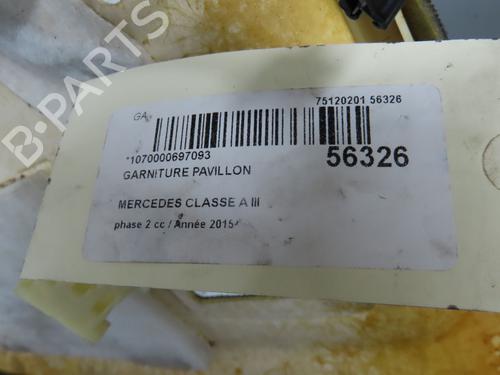 B-PARTS
GA
75120201 56326
*1070000697093
56326
GARNITURE PAVILLON
MERCEDES CLASSE A III
phase 2 cc / Année 2015